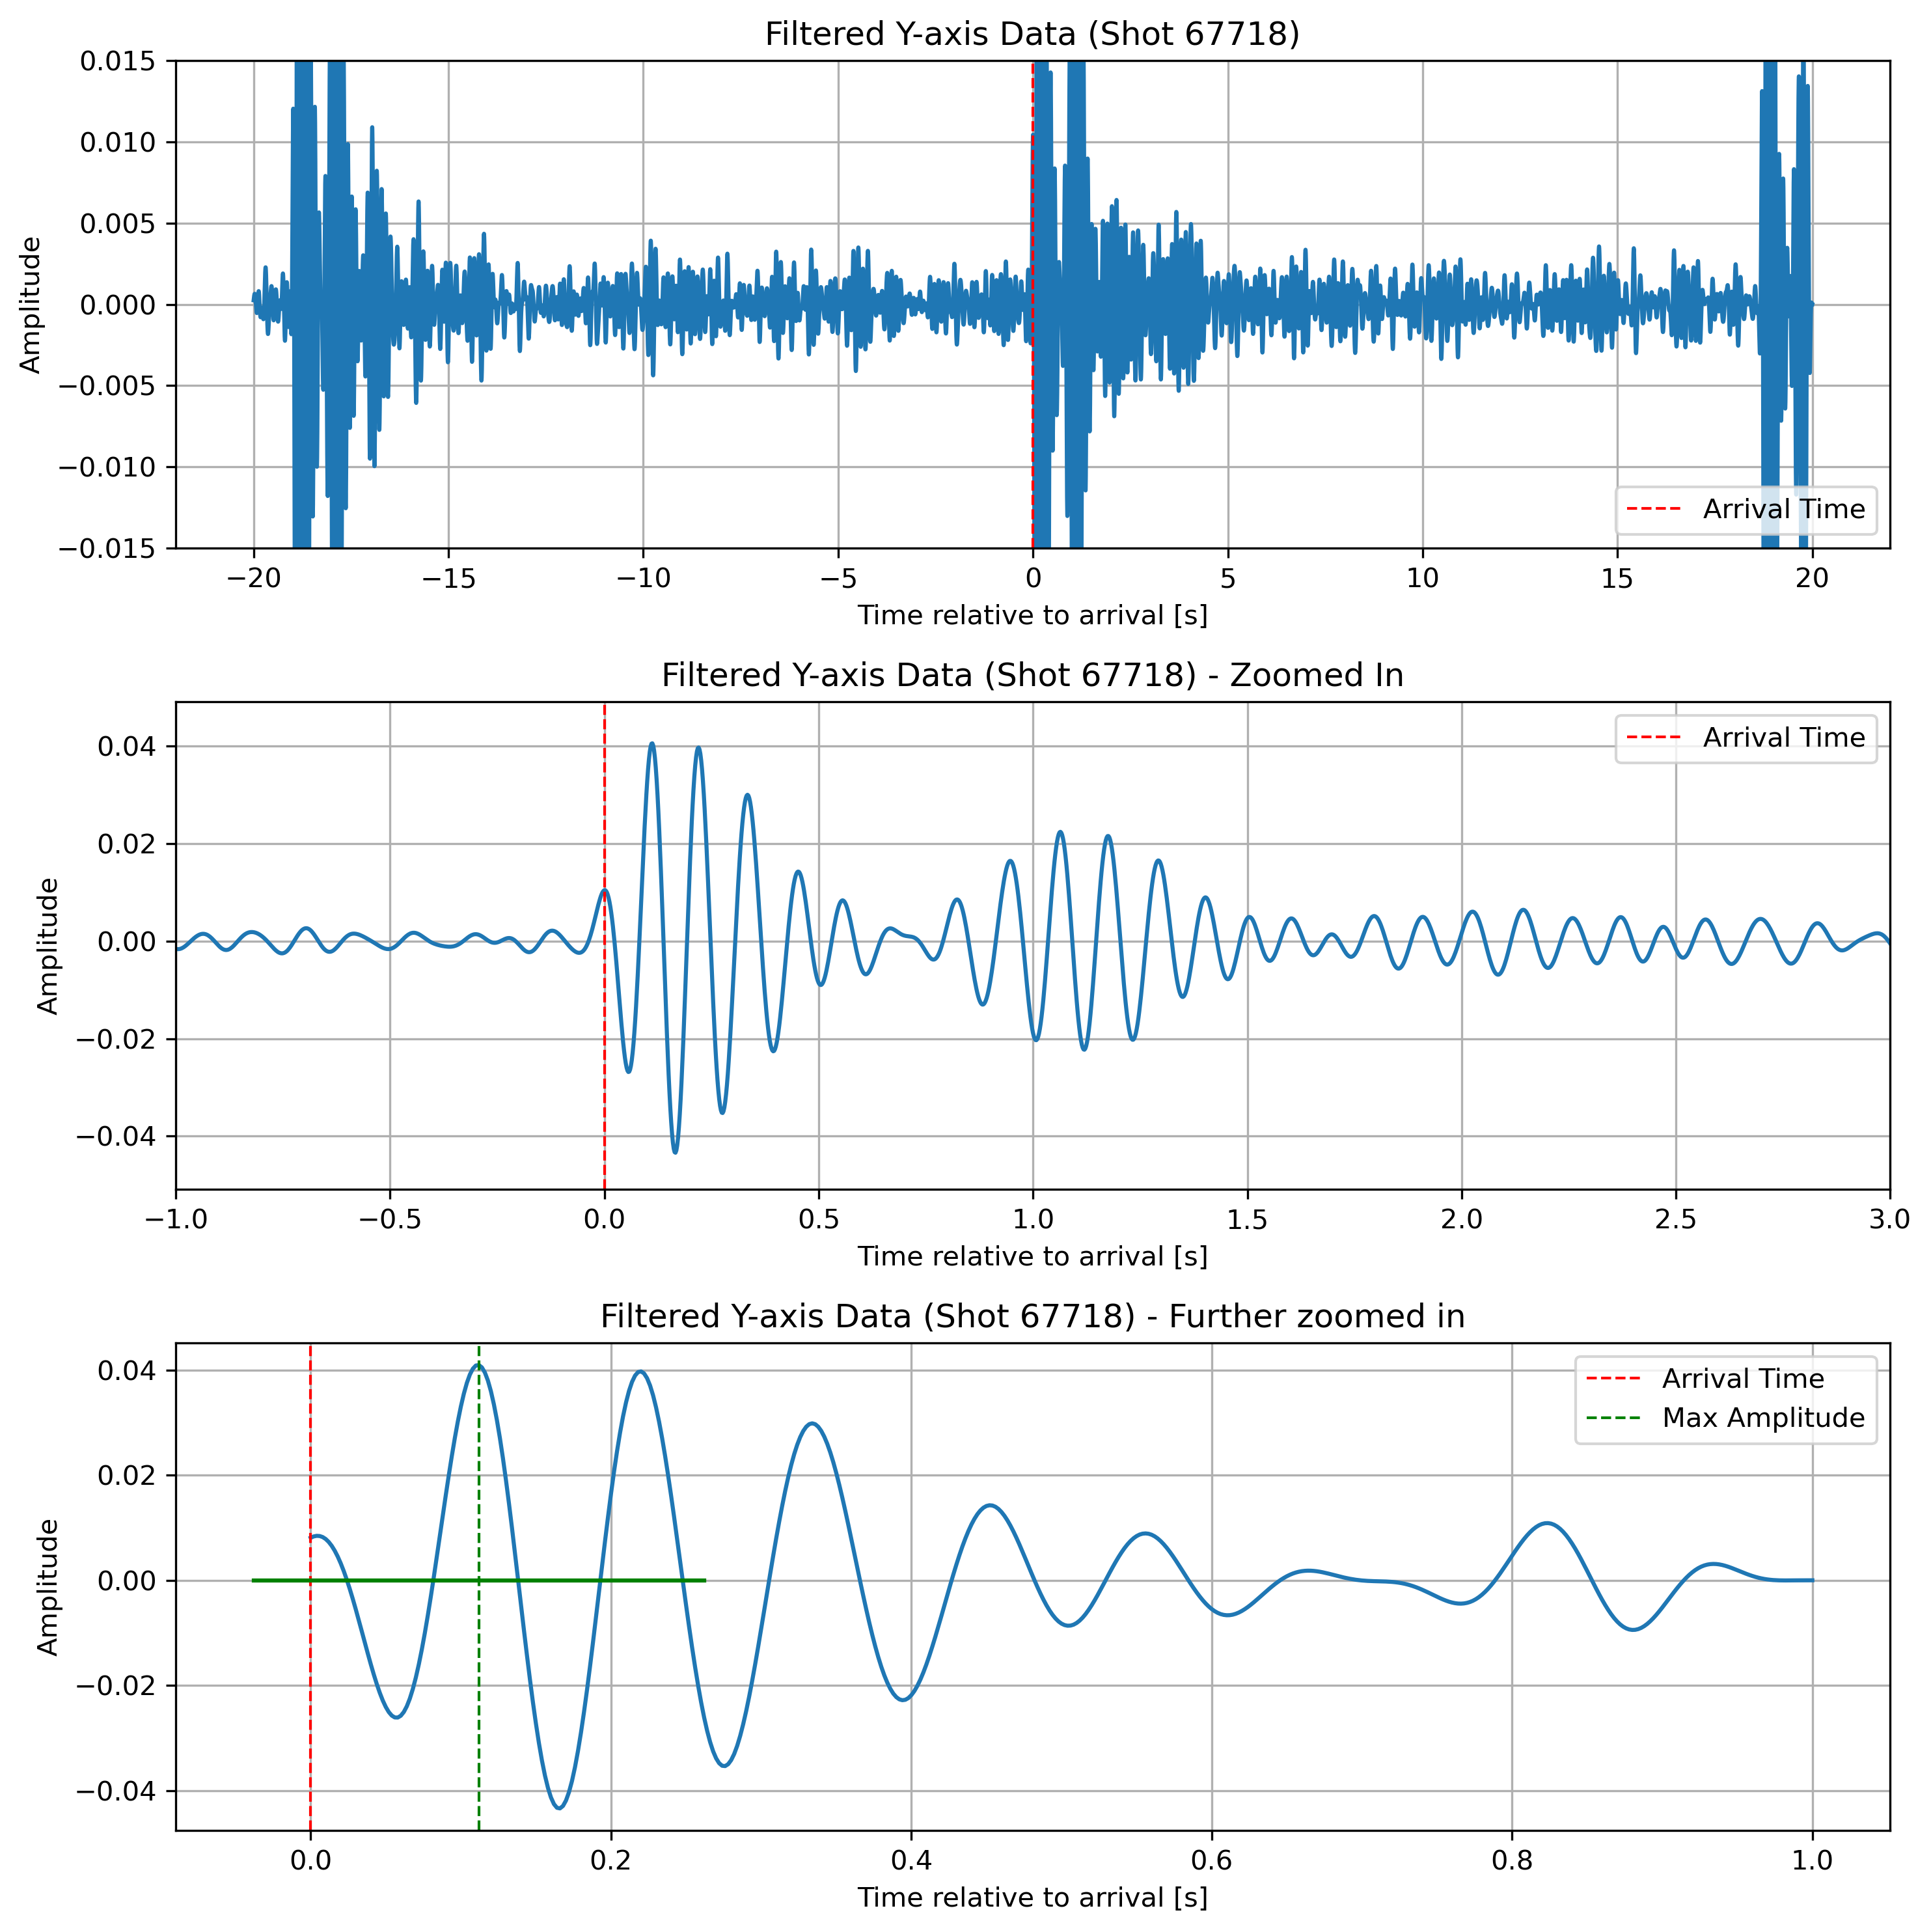 Filtered Y-axis Data (Shot 67718)
0.015
0.010
0.005
0.000
−0.005
−0.010
−0.015
Amplitude
Arrival Time
−20 −15 −10 −5 0 5 10 15 20
Time relative to arrival [s]
Filtered Y-axis Data (Shot 67718) - Zoomed In
0.04
0.02
0.00
−0.02
−0.04
Amplitude
Arrival Time
−1.0 −0.5 0.0 0.5 1.0 1.5 2.0 2.5 3.0
Time relative to arrival [s]
Filtered Y-axis Data (Shot 67718) - Further zoomed in
0.04
0.02
0.00
−0.02
−0.04
Amplitude
Arrival Time
Max Amplitude
0.0 0.2 0.4 0.6 0.8 1.0
Time relative to arrival [s]